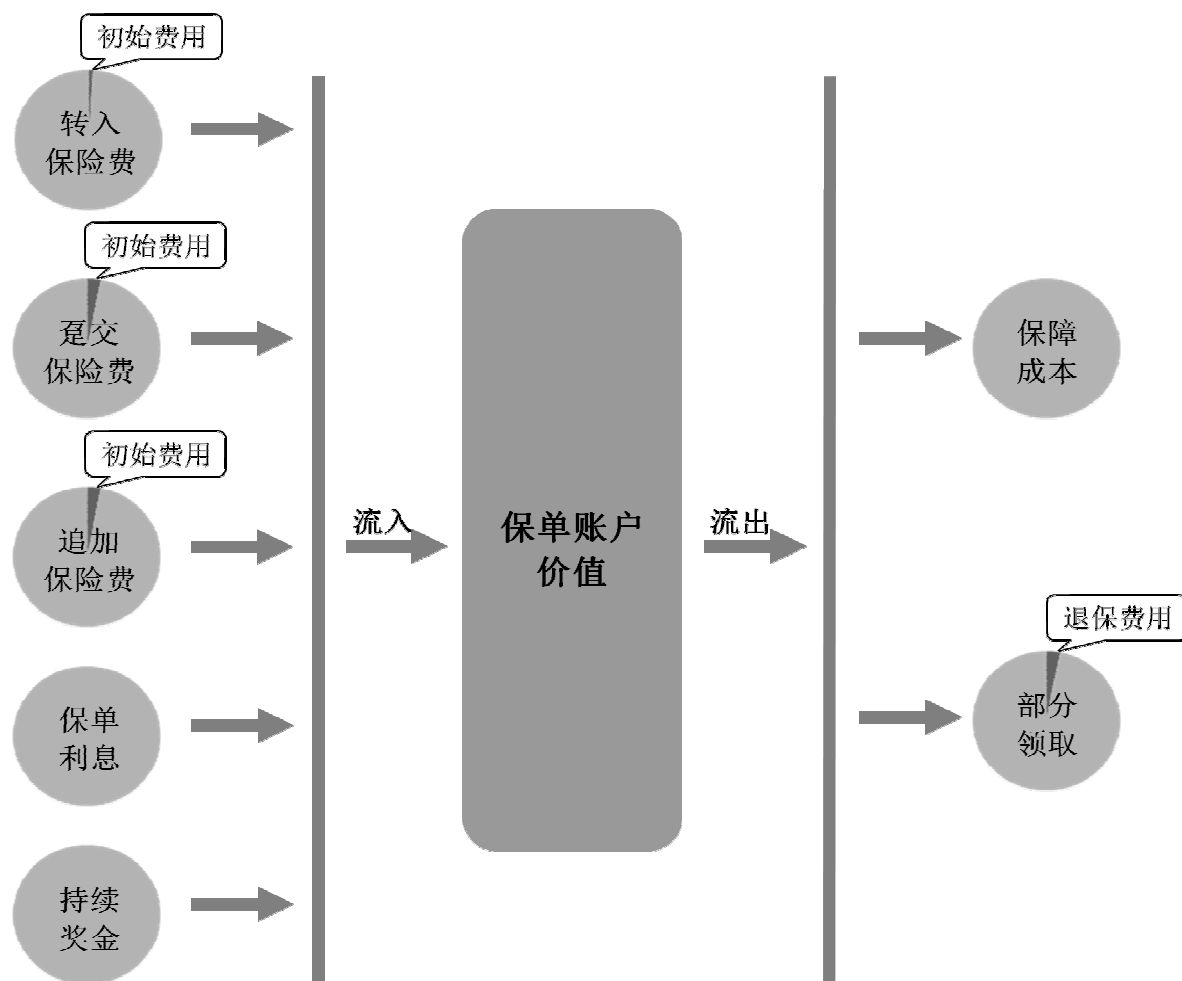 初始费用
转入
保险费
初始费用
趸交
保险费
初始费用
追加
保险费
保单
利息
持续
奖金
流入
保单账户
价值
流出
保障
成本
退保费用
部分
领取